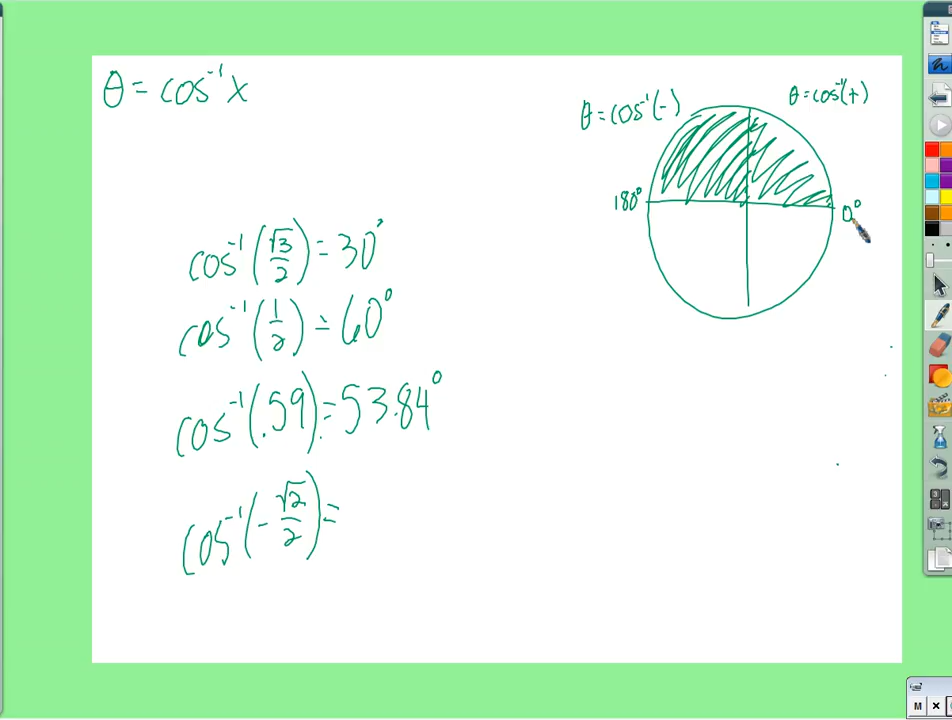 θ = cos⁻¹ x
θ = cos⁻¹(-)
θ = cos⁻¹(+)
180°
0°
cos⁻¹(√3/2) = 30°
cos⁻¹(1/2) = 60°
cos⁻¹(.59) = 53.84°
cos⁻¹(-√2/2) =
M